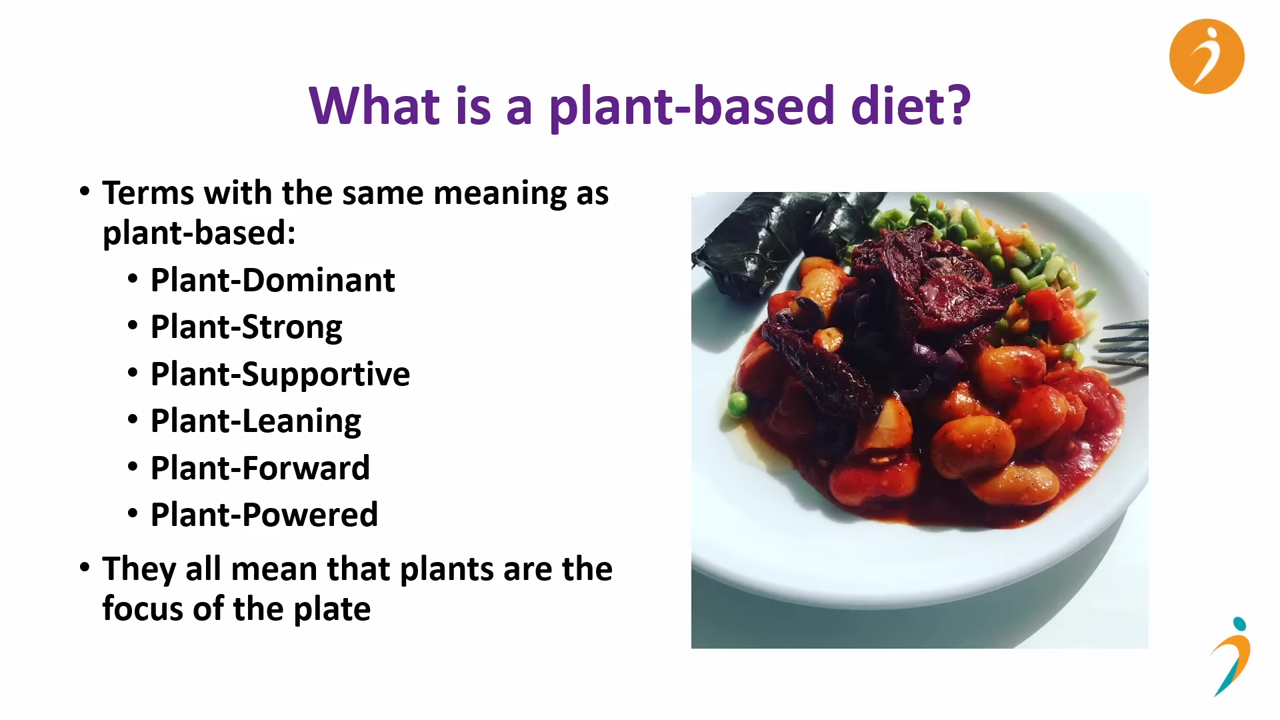 What is a plant-based diet?
• Terms with the same meaning as
plant-based:
• Plant-Dominant
• Plant-Strong
• Plant-Supportive
• Plant-Leaning
• Plant-Forward
• Plant-Powered
• They all mean that plants are the
focus of the plate